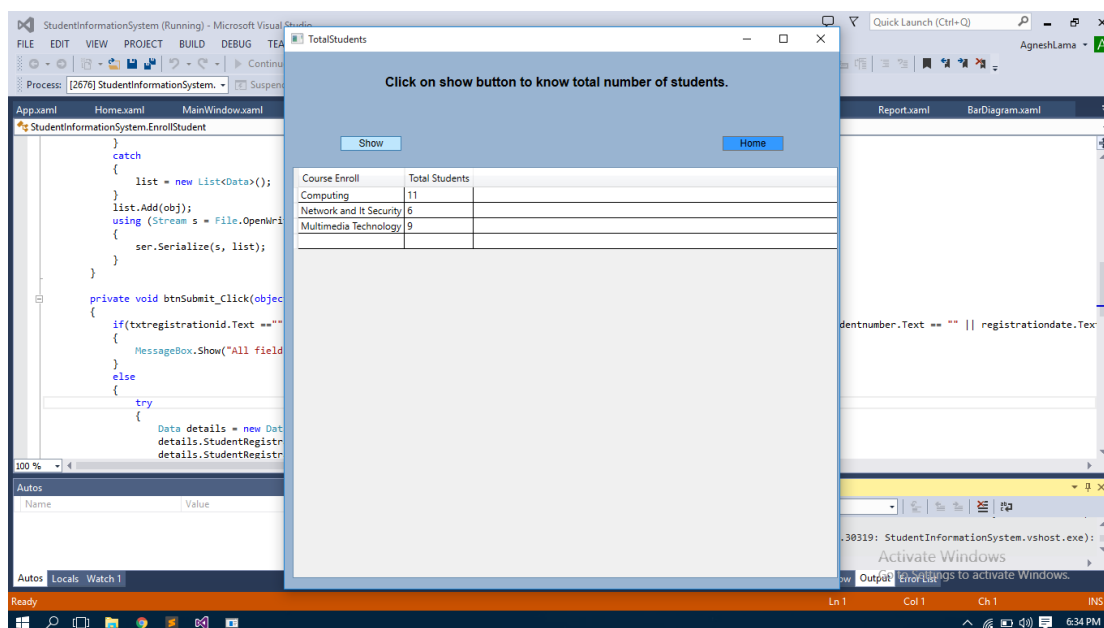 StudentInformationSystem (Running) - Microsoft Visual Studio
Quick Launch (Ctrl+Q)
FILE EDIT VIEW PROJECT BUILD DEBUG TEA
AgneshLama
Continu
Process: [2676] StudentInformationSystem. Suspend
App.xaml Home.xaml MainWindow.xaml Report.xaml BarDiagram.xaml
StudentInformationSystem.EnrollStudent
}
catch
{
list = new List<Data>();
}
list.Add(obj);
using (Stream s = File.OpenWri
{
ser.Serialize(s, list);
}
}
private void btnSubmit_Click(objec
{
if(txtregistrationid.Text =="" dentnumber.Text == "" || registrationdate.Tex
{
MessageBox.Show("All field
}
else
{
try
{
Data details = new Dat
details.StudentRegistr
details.StudentRegistr
100 %
TotalStudents
Click on show button to know total number of students.
Show Home
Course Enroll Total Students
Computing 11
Network and It Security 6
Multimedia Technology 9
Autos
Name Value
.30319: StudentInformationSystem.vshost.exe):
Activate Windows
Go to Settings to activate Windows.
Autos Locals Watch 1 ow Output Error List
Ready Ln 1 Col 1 Ch 1 INS
6:34 PM